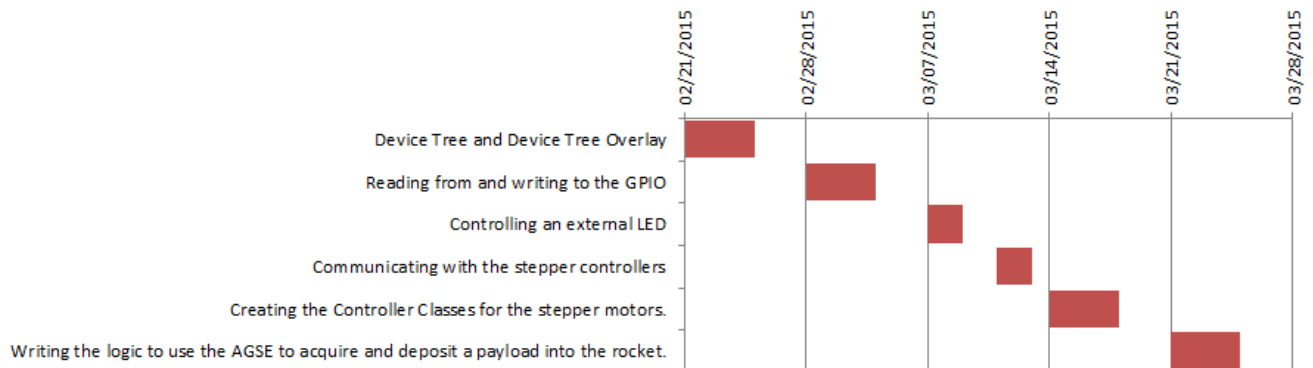 02/21/2015
02/28/2015
03/07/2015
03/14/2015
03/21/2015
03/28/2015
Device Tree and Device Tree Overlay
Reading from and writing to the GPIO
Controlling an external LED
Communicating with the stepper controllers
Creating the Controller Classes for the stepper motors.
Writing the logic to use the AGSE to acquire and deposit a payload into the rocket.